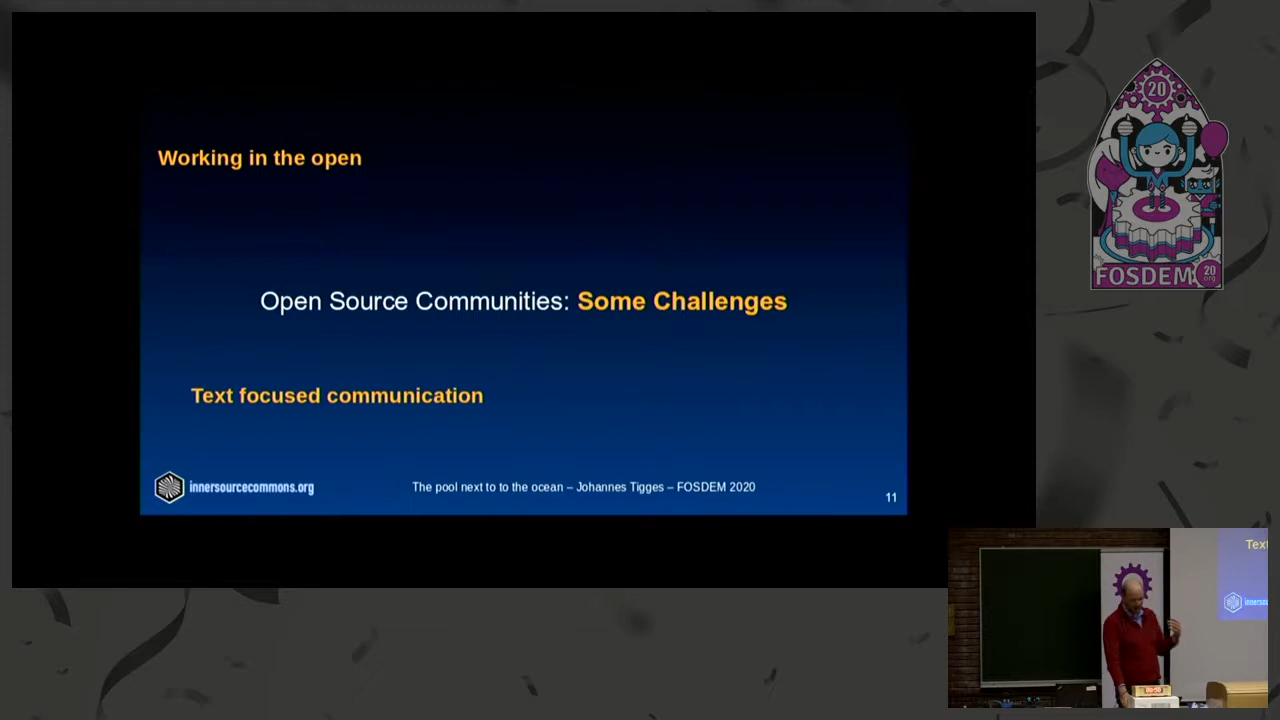 Working in the open
Open Source Communities: Some Challenges
Text focused communication
innersourcecommons.org
The pool next to to the ocean – Johannes Tigges – FOSDEM 2020
11
20
FOSDEM
20
org
Text